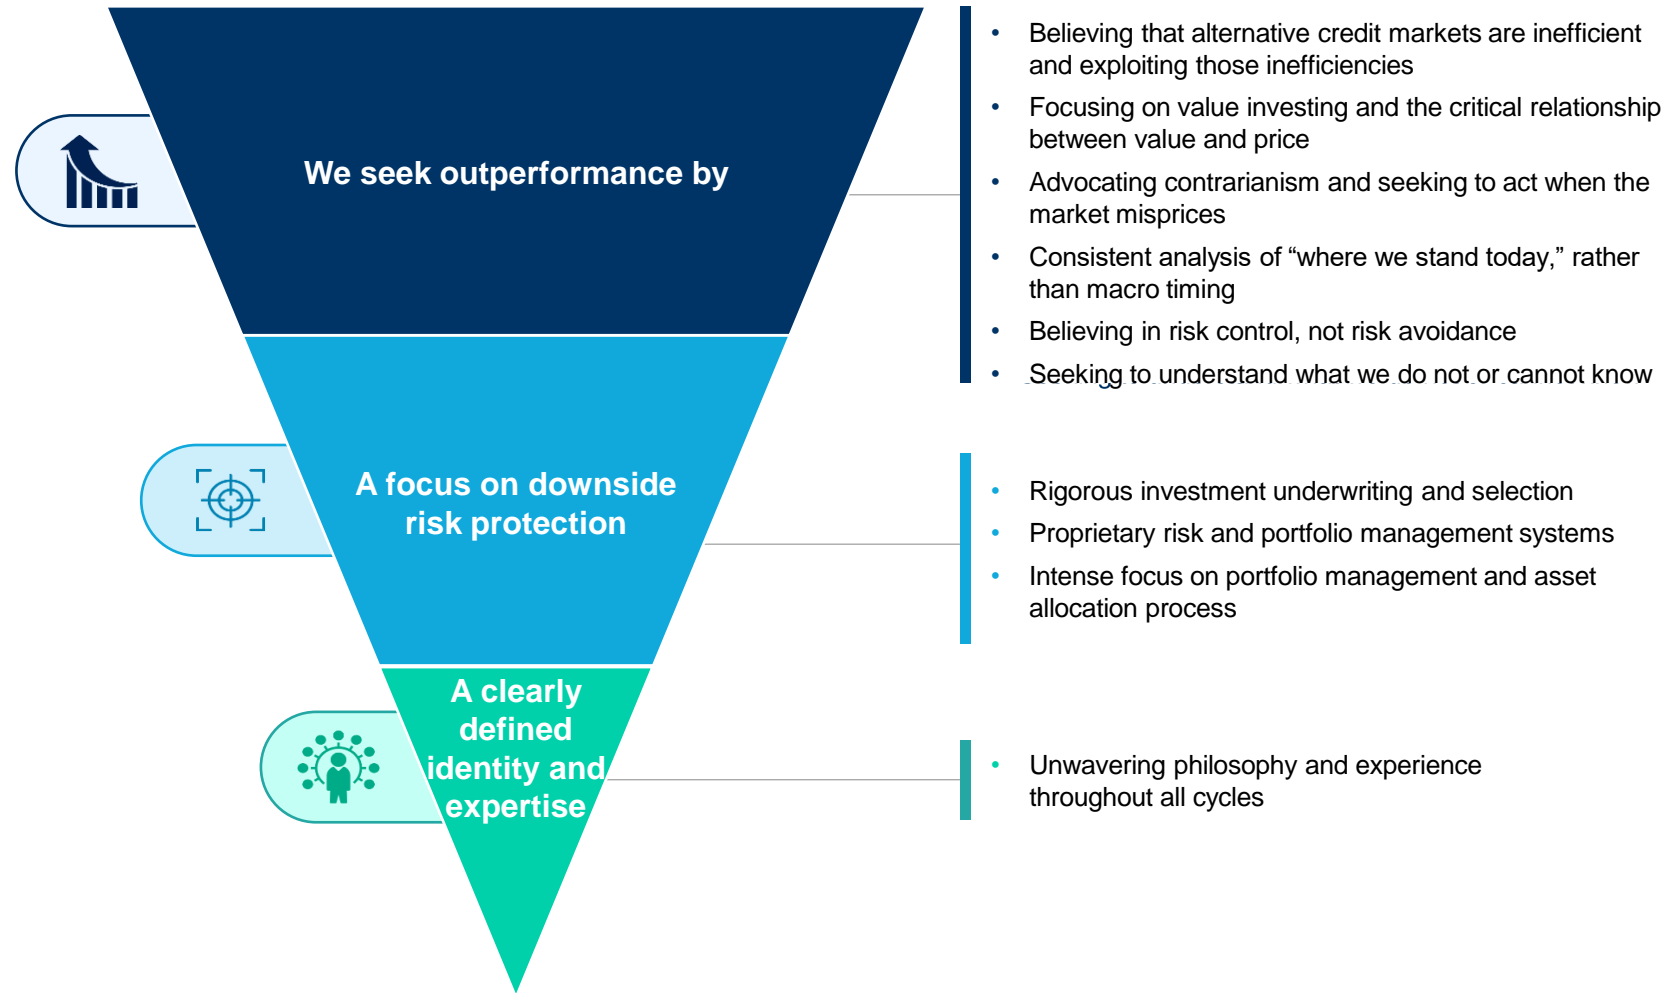 We seek outperformance by
• Believing that alternative credit markets are inefficient
and exploiting those inefficiencies
• Focusing on value investing and the critical relationship
between value and price
• Advocating contrarianism and seeking to act when the
market misprices
• Consistent analysis of “where we stand today,” rather
than macro timing
• Believing in risk control, not risk avoidance
• Seeking to understand what we do not or cannot know
A focus on downside
risk protection
• Rigorous investment underwriting and selection
• Proprietary risk and portfolio management systems
• Intense focus on portfolio management and asset
allocation process
A clearly
defined
identity and
expertise
• Unwavering philosophy and experience
throughout all cycles